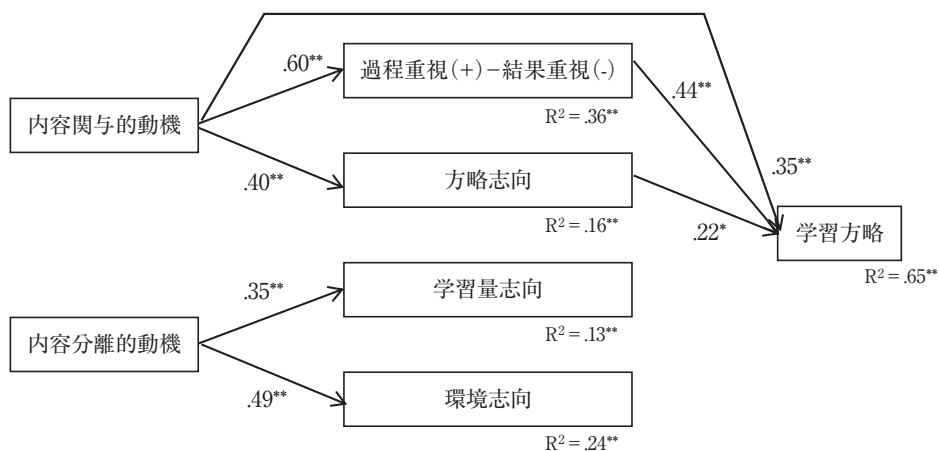 .60**
過程重視(+)−結果重視(-)
R² = .36**
.44**
内容関与的動機
.40**
方略志向
R² = .16**
.35**
.22*
学習方略
R² = .65**
.35**
学習量志向
R² = .13**
内容分離的動機
.49**
環境志向
R² = .24**